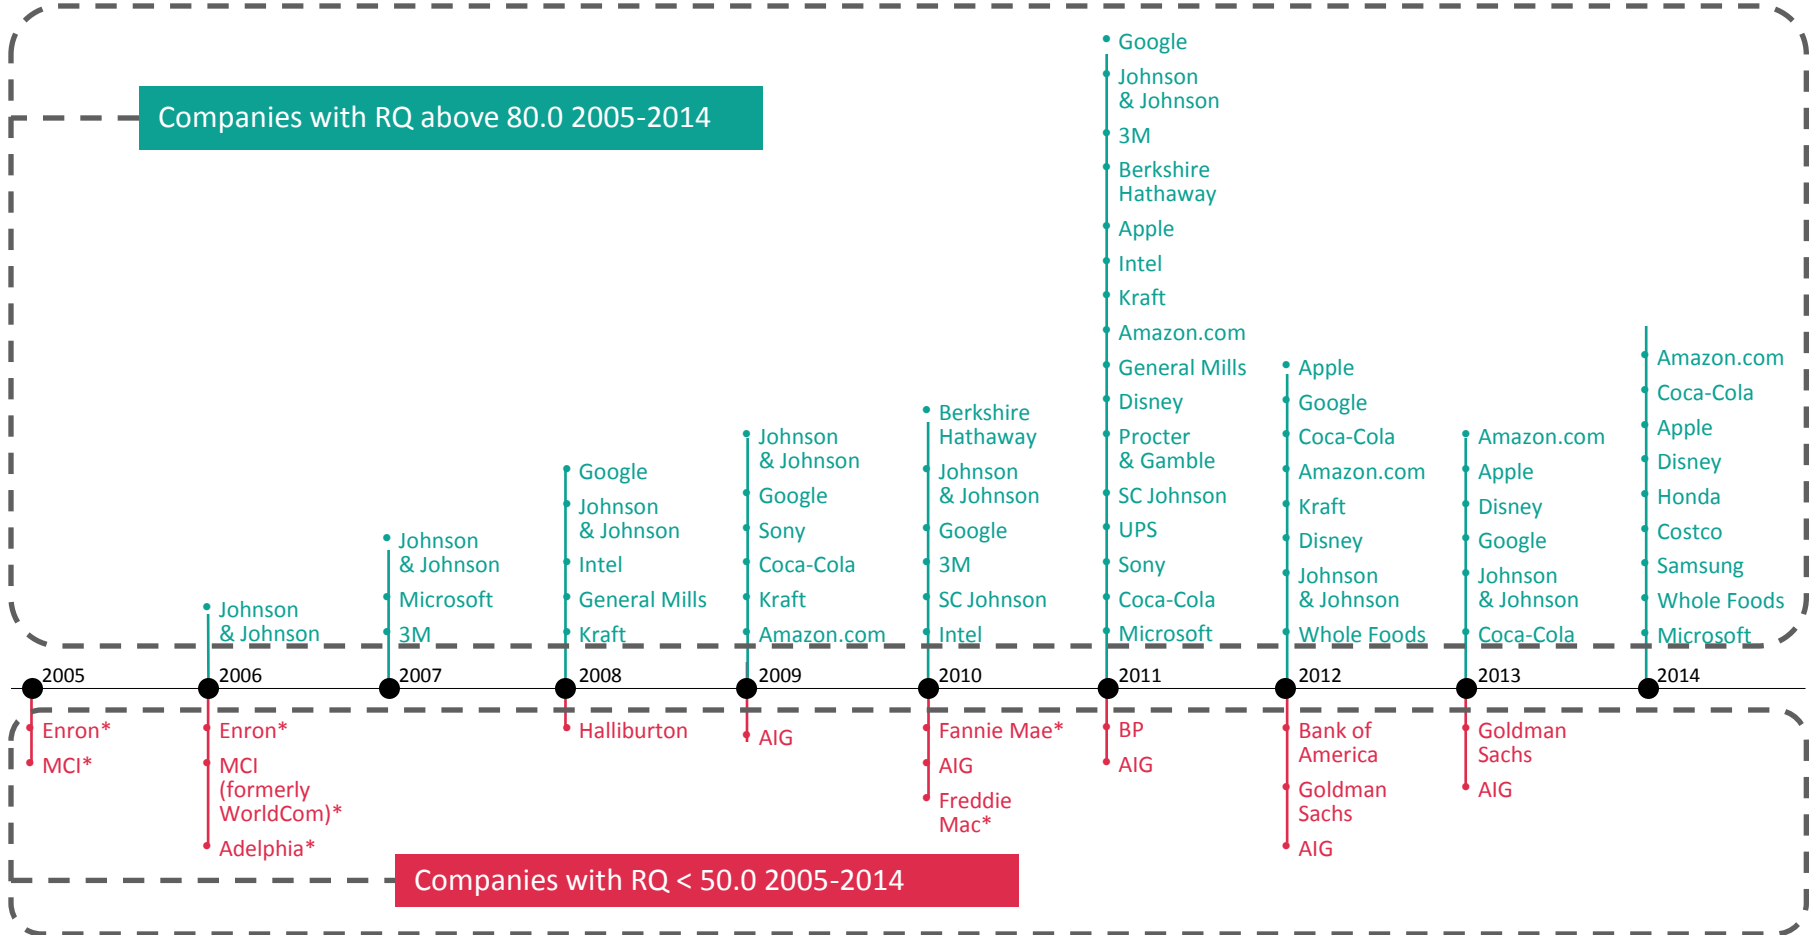 Companies with RQ above 80.0 2005-2014
Johnson
& Johnson
Johnson
& Johnson
Microsoft
3M
Google
Johnson
& Johnson
Intel
General Mills
Kraft
Johnson
& Johnson
Google
Sony
Coca-Cola
Kraft
Amazon.com
Berkshire
Hathaway
Johnson
& Johnson
Google
3M
SC Johnson
Intel
Google
Johnson
& Johnson
3M
Berkshire
Hathaway
Apple
Intel
Kraft
Amazon.com
General Mills
Disney
Procter
& Gamble
SC Johnson
UPS
Sony
Coca-Cola
Microsoft
Apple
Google
Coca-Cola
Amazon.com
Kraft
Disney
Johnson
& Johnson
Whole Foods
Amazon.com
Apple
Disney
Google
Johnson
& Johnson
Coca-Cola
Amazon.com
Coca-Cola
Apple
Disney
Honda
Costco
Samsung
Whole Foods
Microsoft
2005
2006
2007
2008
2009
2010
2011
2012
2013
2014
Enron*
MCI*
Enron*
MCI
(formerly
WorldCom)*
Adelphia*
Halliburton
AIG
Fannie Mae*
AIG
Freddie
Mac*
BP
AIG
Bank of
America
Goldman
Sachs
AIG
Goldman
Sachs
AIG
Companies with RQ < 50.0 2005-2014